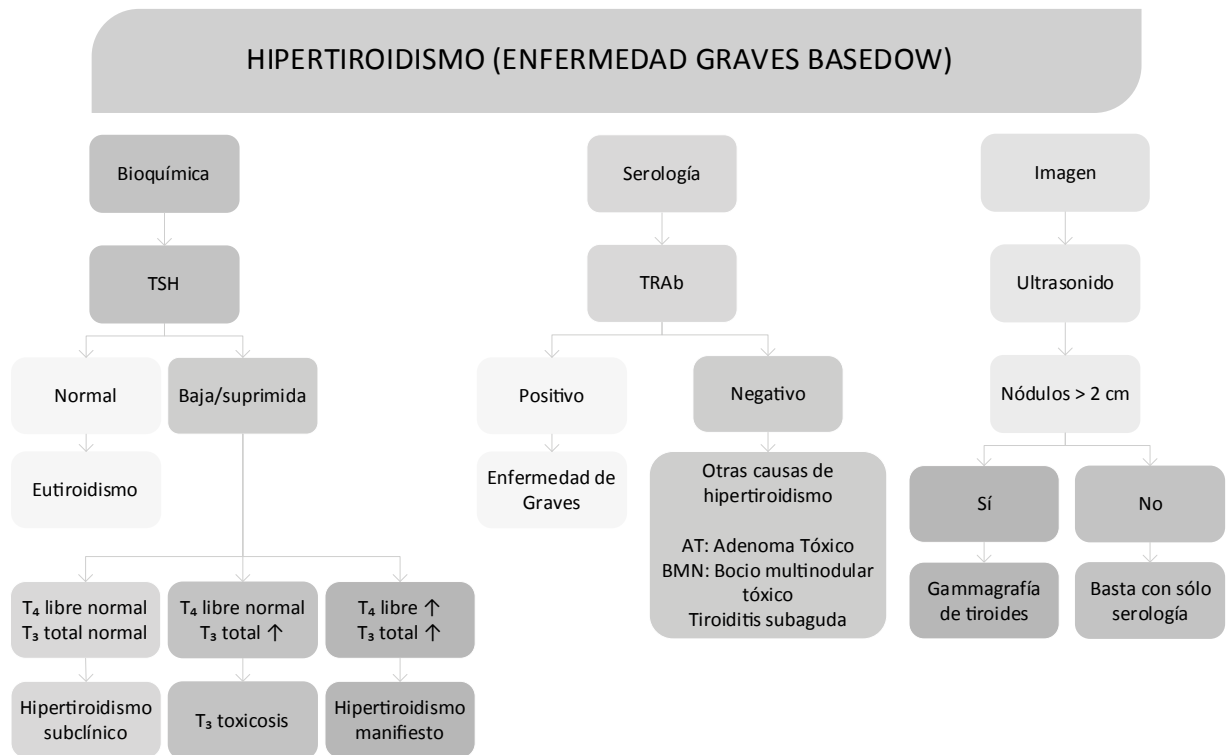 HIPERTIROIDISMO (ENFERMEDAD GRAVES BASEDOW)
Bioquímica
TSH
Normal
Eutiroidismo
Baja/suprimida
T₄ libre normal
T₃ total normal
Hipertiroidismo
subclínico
T₄ libre normal
T₃ total ↑
T₃ toxicosis
T₄ libre ↑
T₃ total ↑
Hipertiroidismo
manifiesto
Serología
TRAb
Positivo
Enfermedad de
Graves
Negativo
Otras causas de
hipertiroidismo
AT: Adenoma Tóxico
BMN: Bocio multinodular
tóxico
Tiroiditis subaguda
Imagen
Ultrasonido
Nódulos > 2 cm
Sí
Gammagrafía
de tiroides
No
Basta con sólo
serología